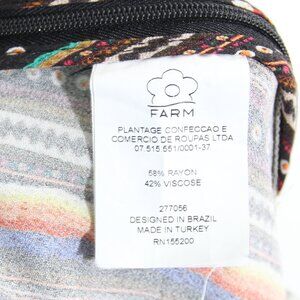 FARM
PLANTAGE CONFECCAO E
COMERCIO DE ROUPAS LTDA
07.515.651/0001-37
58% RAYON
42% VISCOSE
277056
DESIGNED IN BRAZIL
MADE IN TURKEY
RN155200